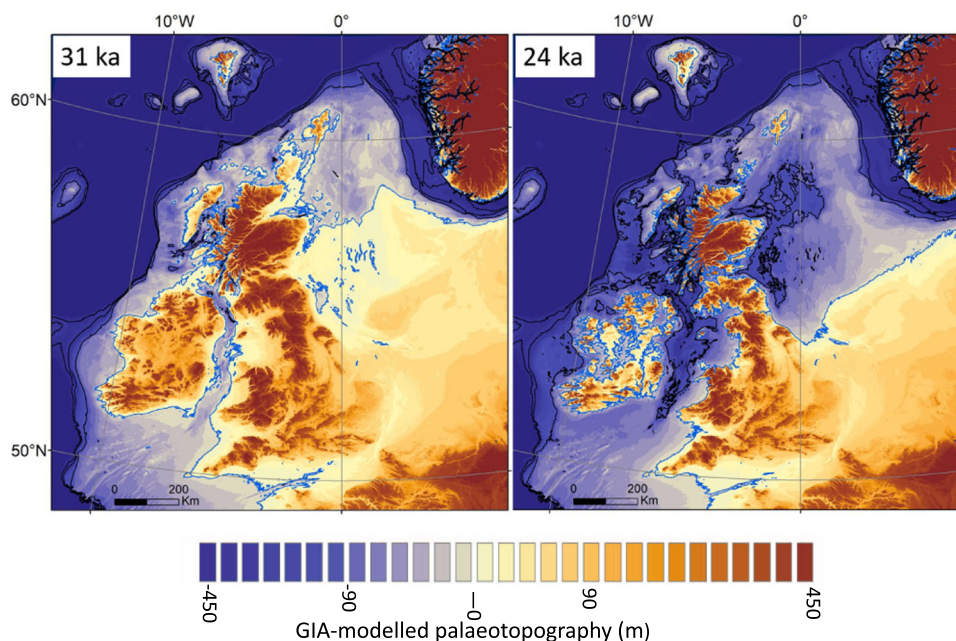 10°W 0° 10°W 0°
31 ka 24 ka
60°N
50°N
0 200 Km 0 200 Km
-450 -90 —0 90 450
GIA-modelled palaeotopography (m)